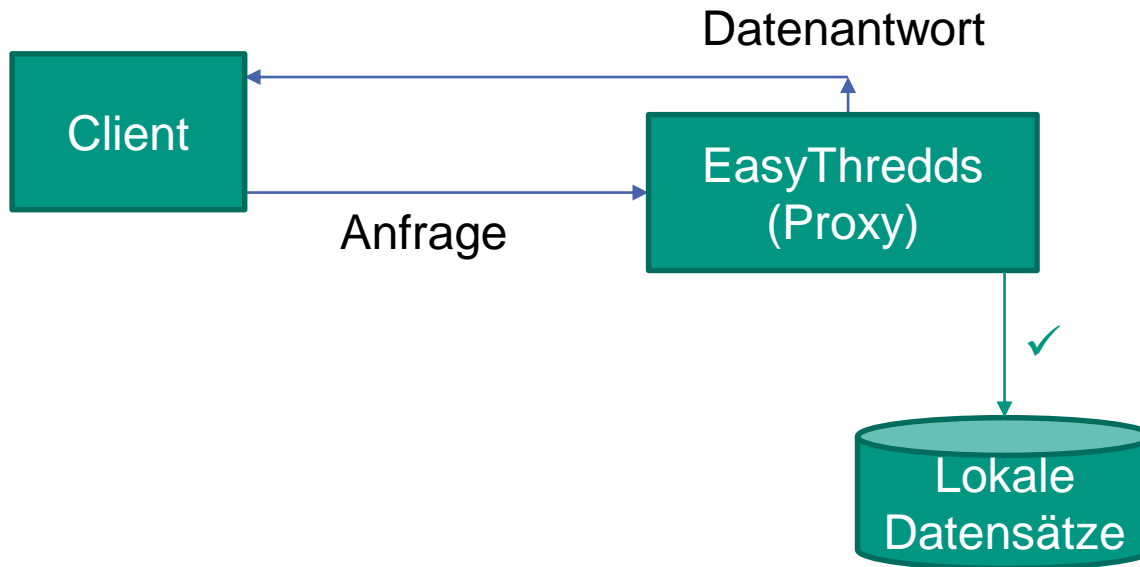 Datenantwort
Client
EasyThredds
(Proxy)
Anfrage
✓
Lokale
Datensätze